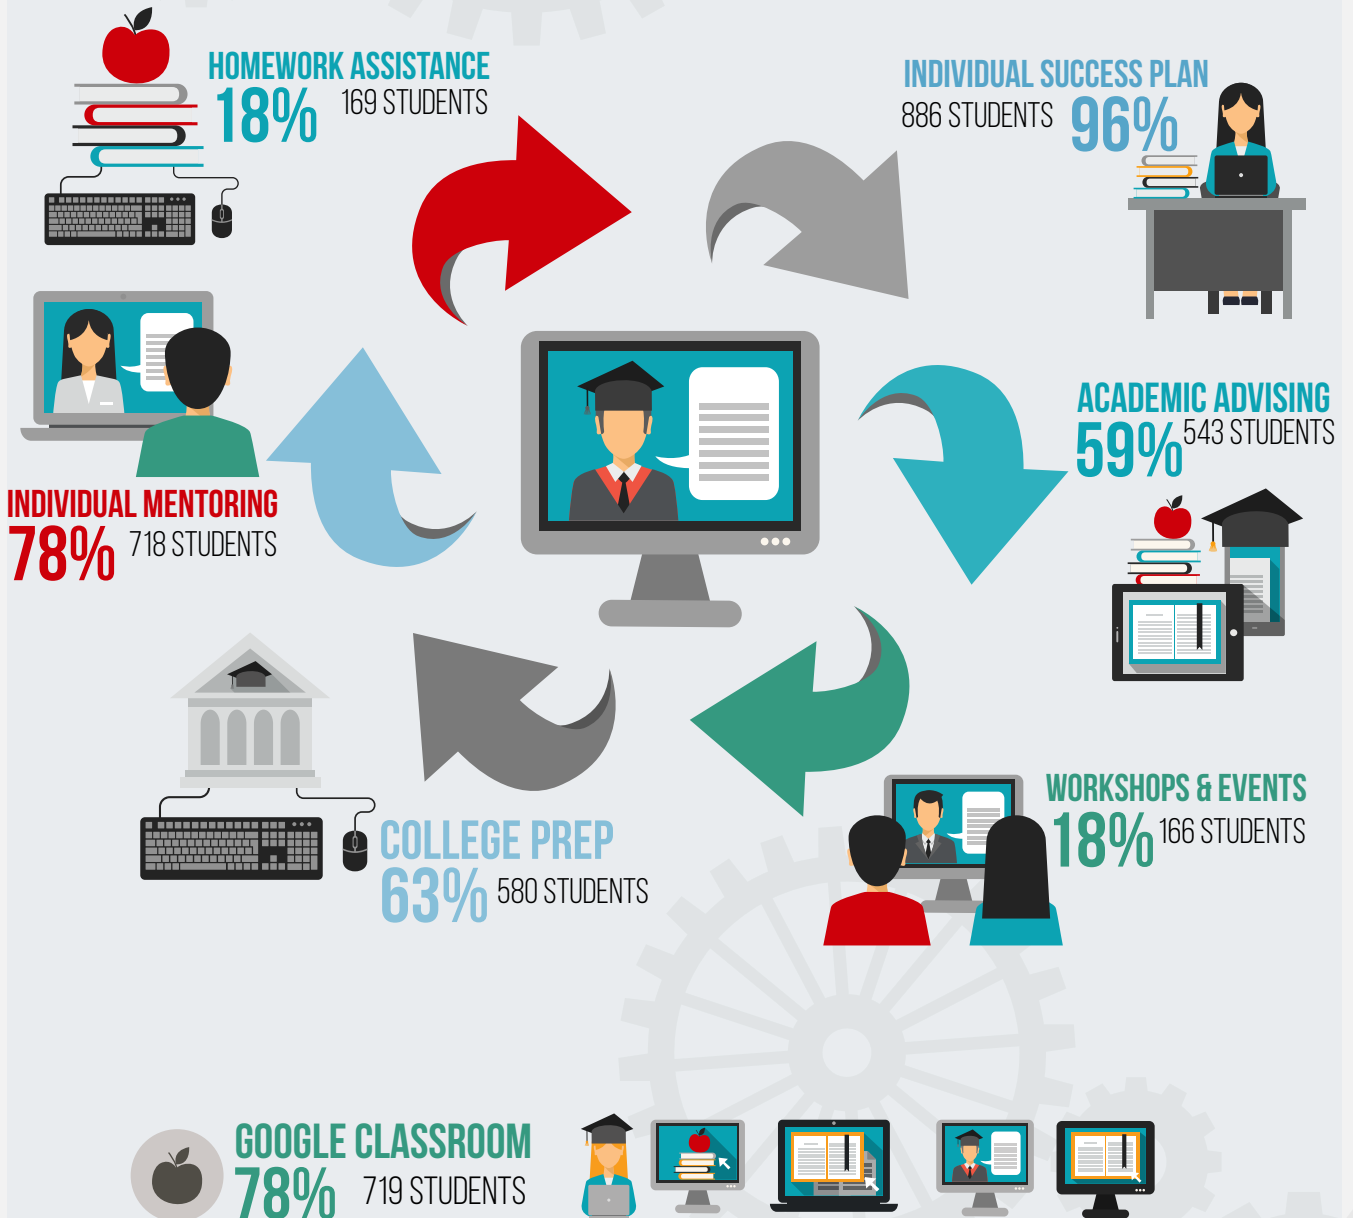 HOMEWORK ASSISTANCE
18% 169 STUDENTS
INDIVIDUAL SUCCESS PLAN
886 STUDENTS 96%
ACADEMIC ADVISING
59% 543 STUDENTS
INDIVIDUAL MENTORING
78% 718 STUDENTS
WORKSHOPS & EVENTS
18% 166 STUDENTS
COLLEGE PREP
63% 580 STUDENTS
GOOGLE CLASSROOM
78% 719 STUDENTS